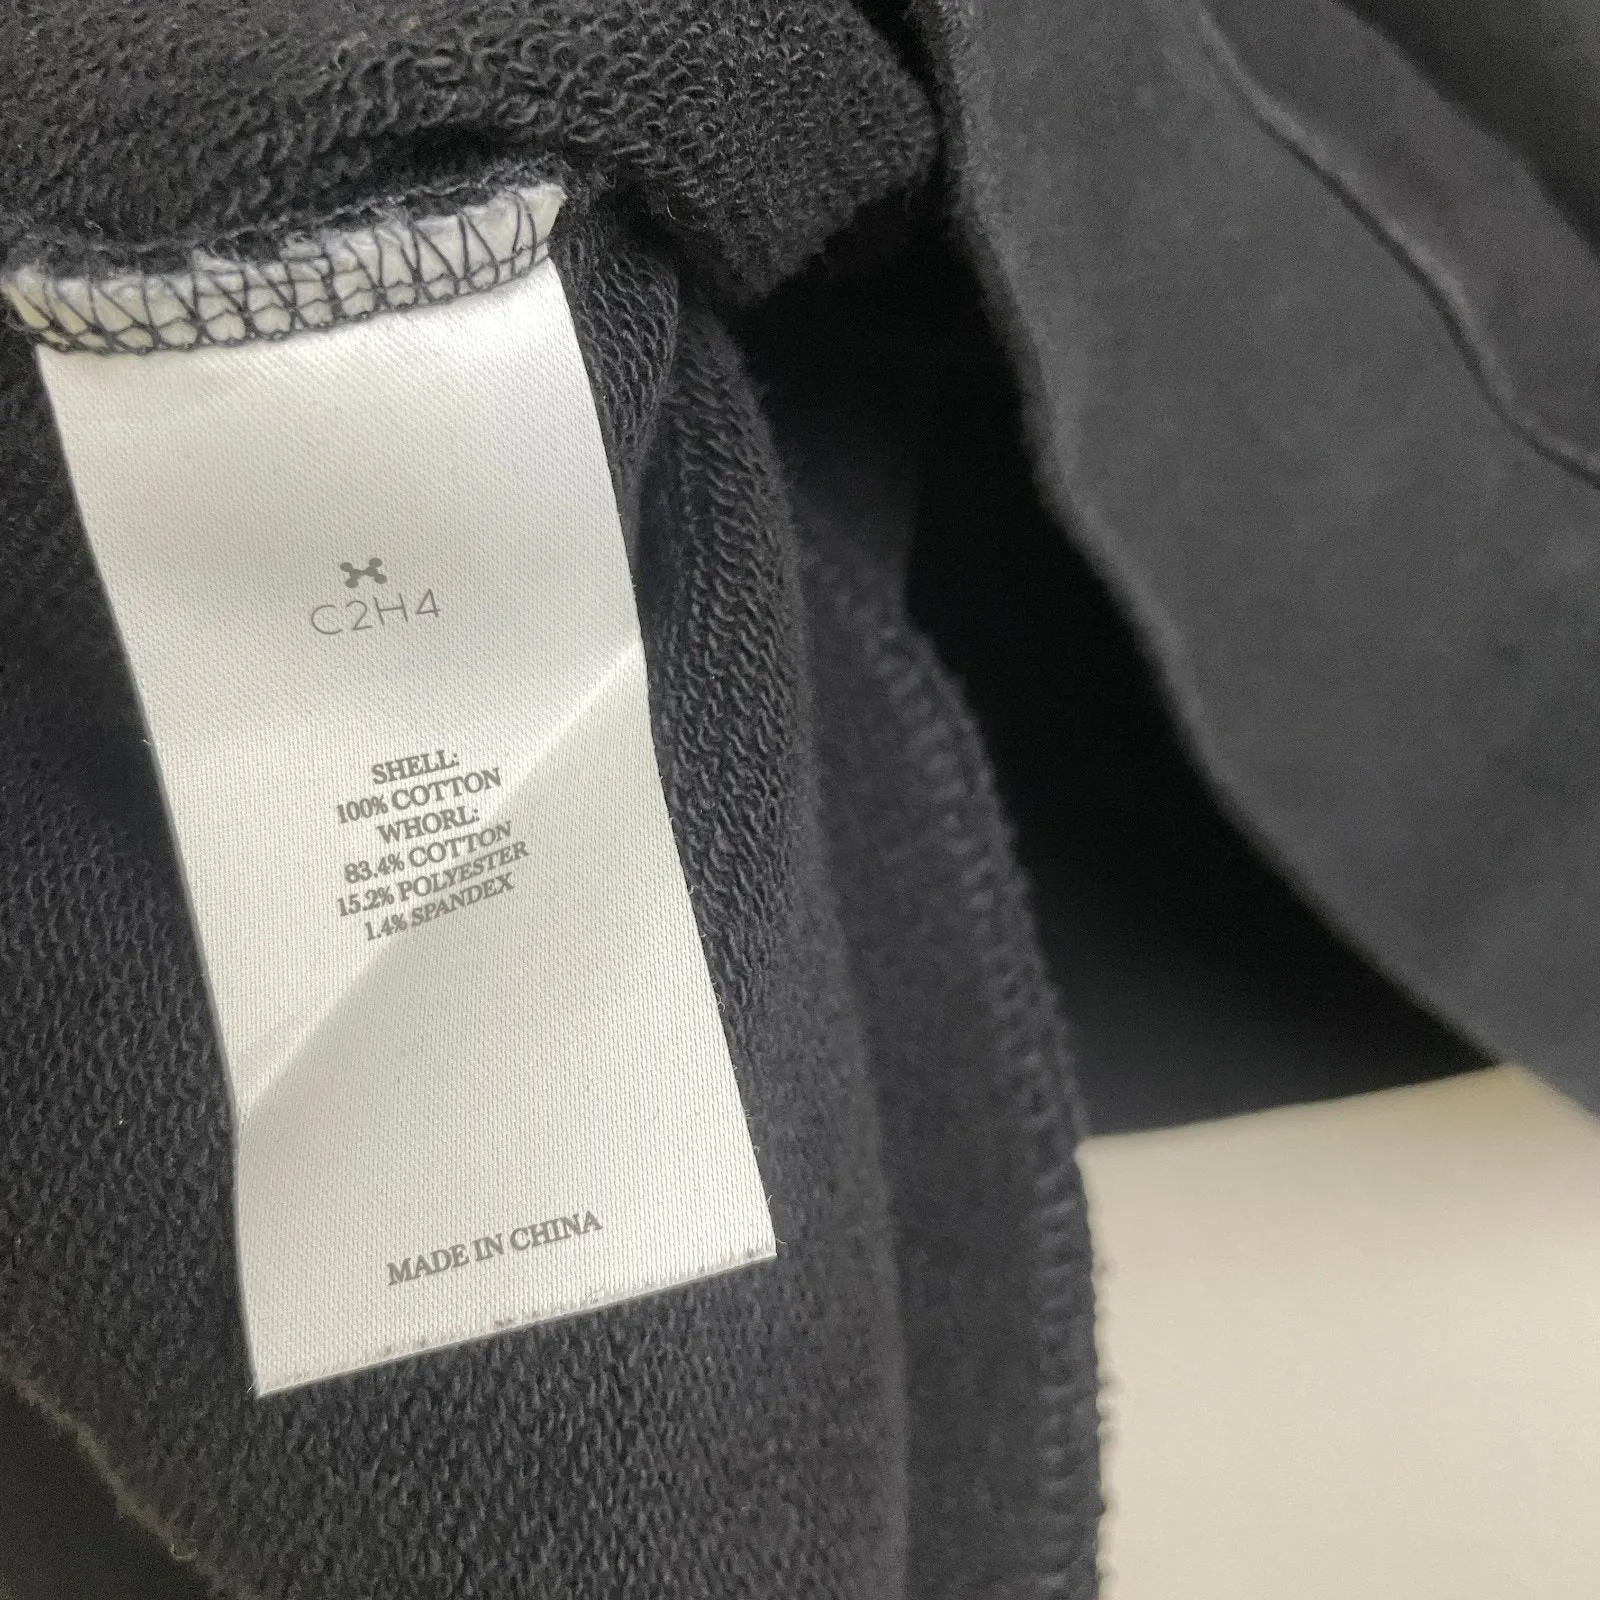 C2H4
SHELL:
100% COTTON
WHORL:
83.4% COTTON
15.2% POLYESTER
1.4% SPANDEX
MADE IN CHINA